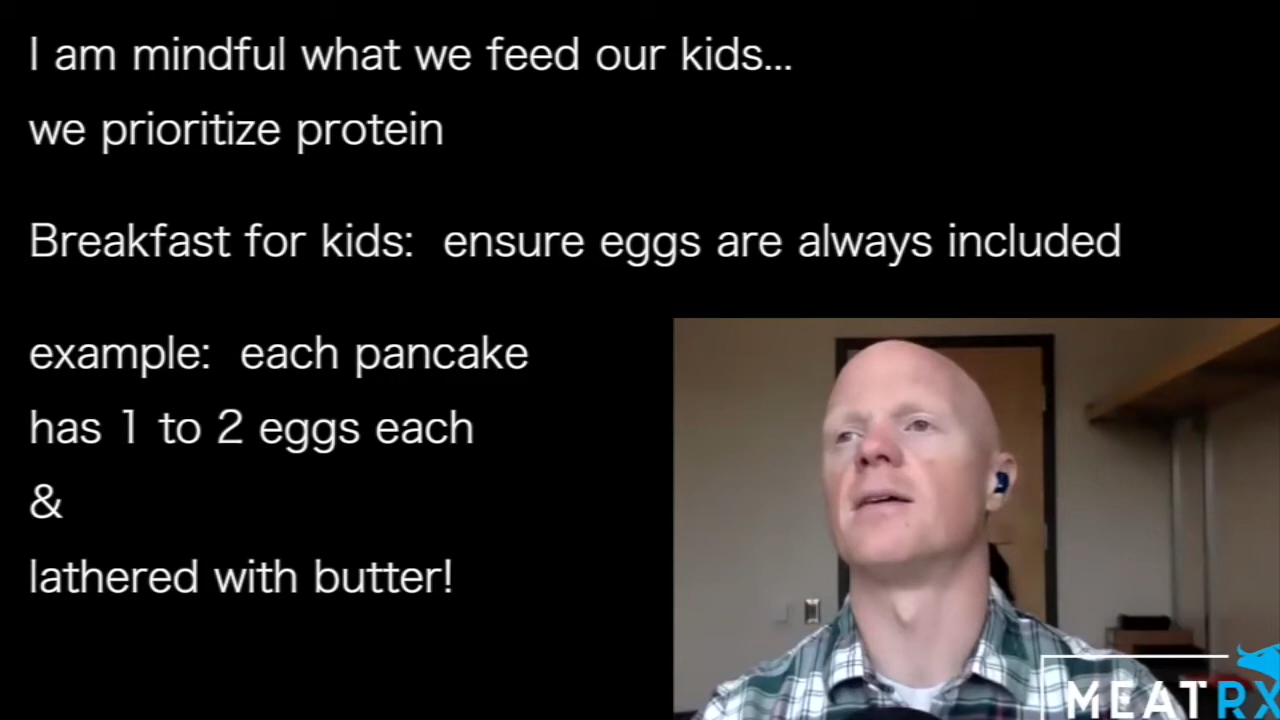 I am mindful what we feed our kids...
we prioritize protein
Breakfast for kids:  ensure eggs are always included
example:  each pancake
has 1 to 2 eggs each
&
lathered with butter!
MEATRX